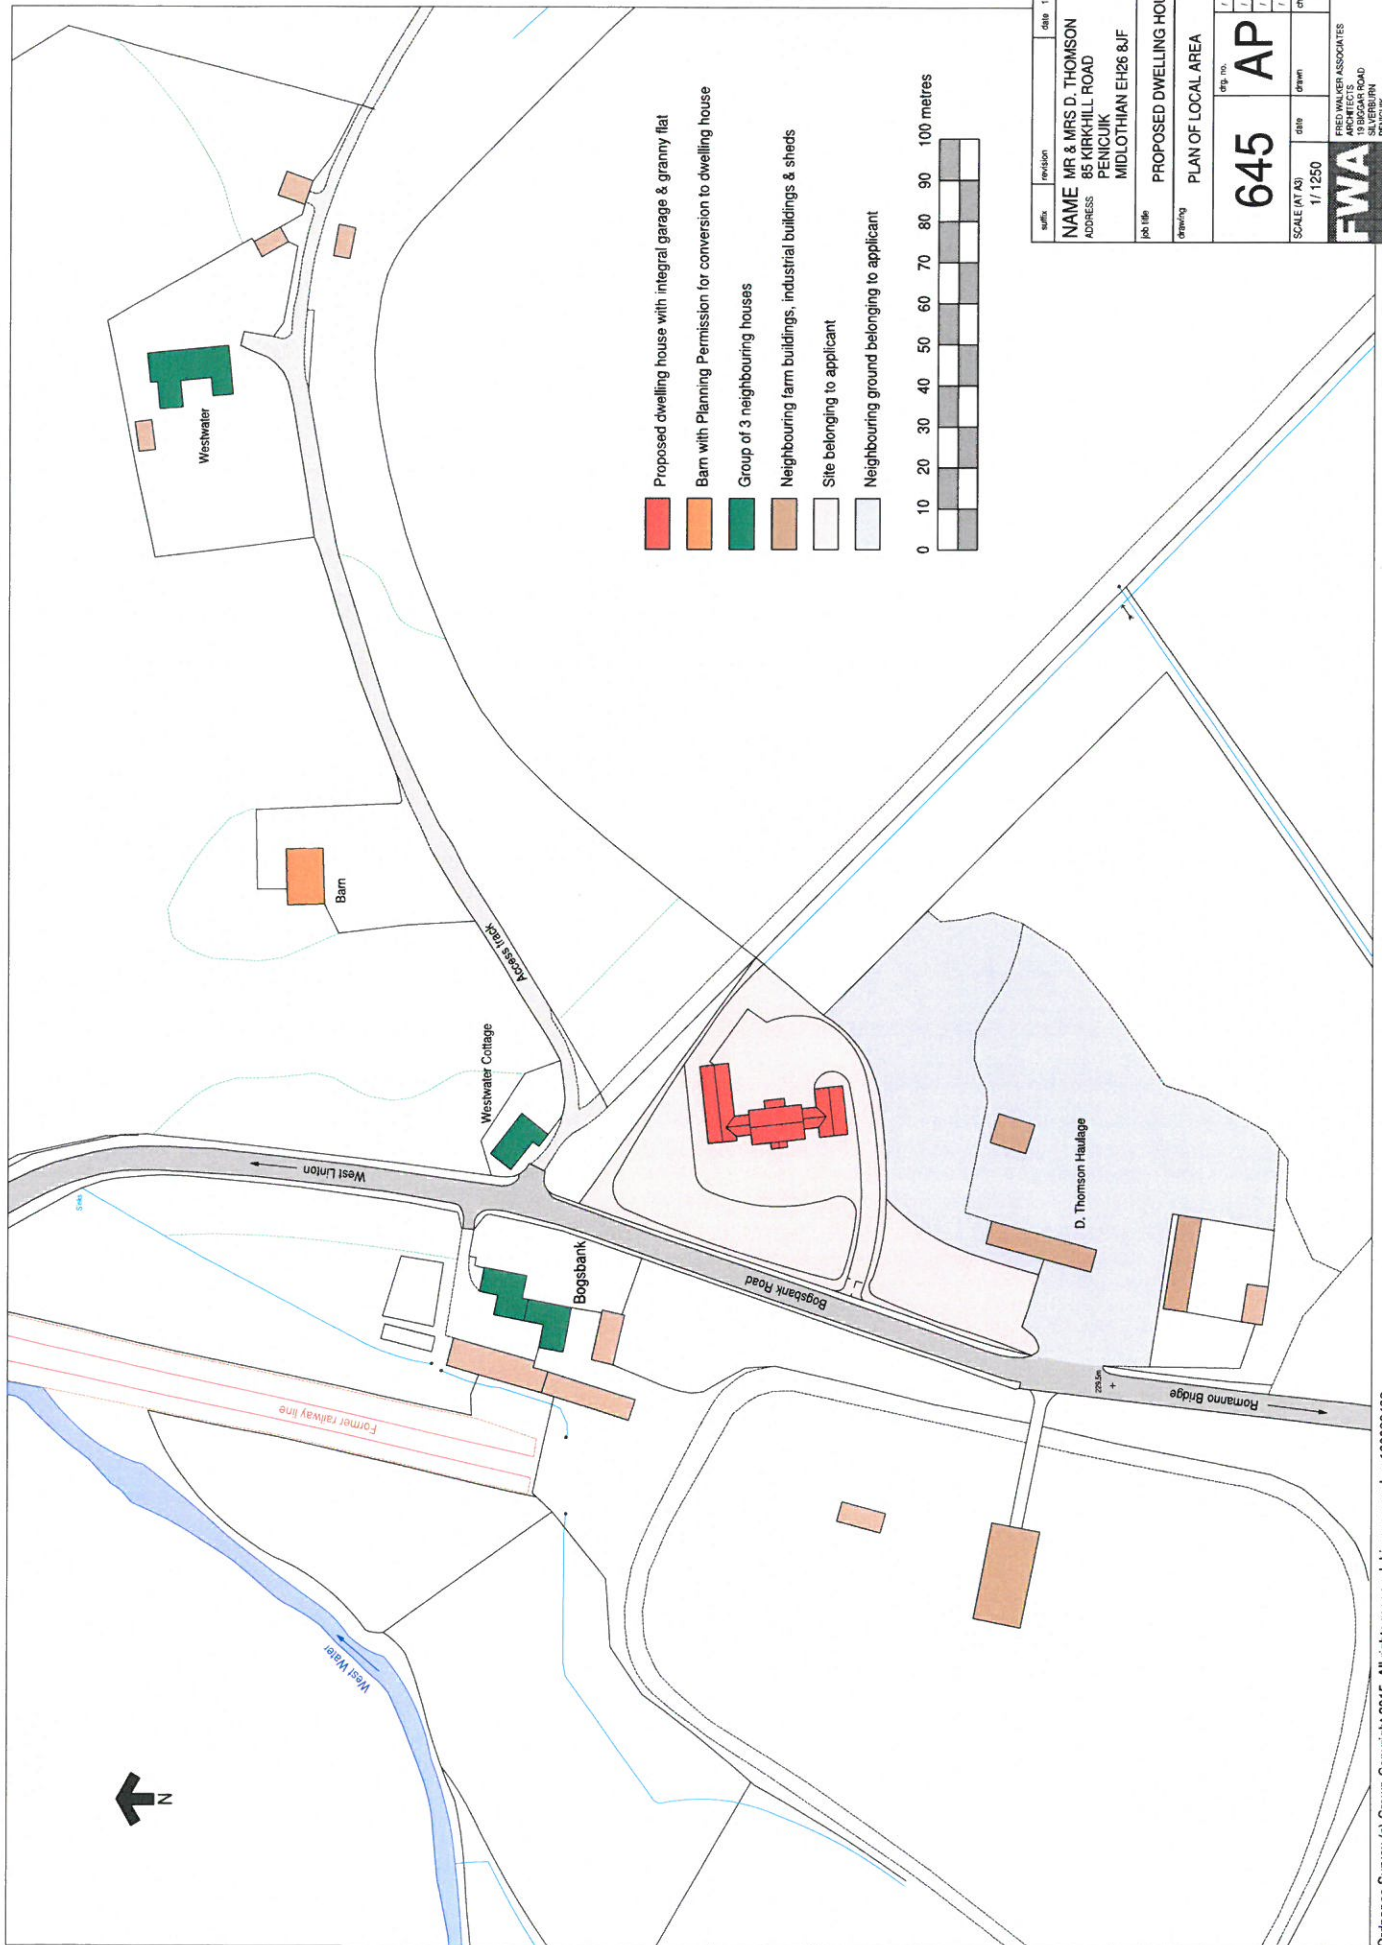 Westwater
Barn
Access track
Westwater Cottage
West Linton
Sinks
Bogsbank
Bogsbank Road
Former railway line
West Water
N
D. Thomson Haulage
229.5m
Romanno Bridge
Proposed dwelling house with integral garage & granny flat
Barn with Planning Permission for conversion to dwelling house
Group of 3 neighbouring houses
Neighbouring farm buildings, industrial buildings & sheds
Site belonging to applicant
Neighbouring ground belonging to applicant
0 10 20 30 40 50 60 70 80 90 100 metres
suffix revision date
NAME MR & MRS D. THOMSON
ADDRESS 85 KIRKHILL ROAD
PENICUIK
MIDLOTHIAN EH26 8JF
job title PROPOSED DWELLING HOU
drawing PLAN OF LOCAL AREA
drg. no.
645 AP
SCALE (AT A3) date drawn
1/1250
FWA
FRED WALKER ASSOCIATES
ARCHITECTS
19 BIGGAR ROAD
SILVERBURN